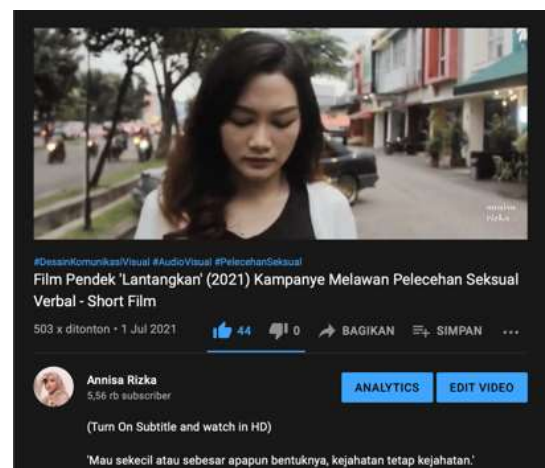 annisa
rizka
#DesainKomunikasiVisual #AudioVisual #PelecehanSeksual
Film Pendek 'Lantangkan' (2021) Kampanye Melawan Pelecehan Seksual
Verbal - Short Film
503 x ditonton • 1 Jul 2021 44 0 BAGIKAN SIMPAN
Annisa Rizka ANALYTICS EDIT VIDEO
5,56 rb subscriber
(Turn On Subtitle and watch in HD)
'Mau sekecil atau sebesar apapun bentuknya, kejahatan tetap kejahatan.'